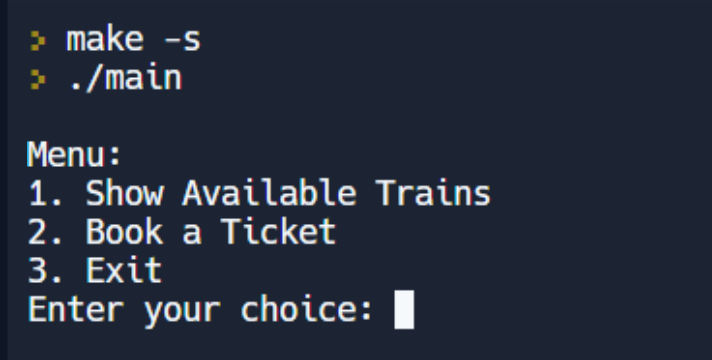 > make -s
> ./main
Menu:
1. Show Available Trains
2. Book a Ticket
3. Exit
Enter your choice: